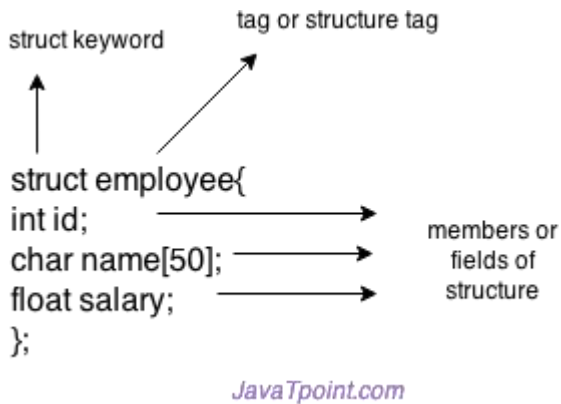 struct keyword
tag or structure tag
struct employee{
int id;
char name[50];
float salary;
};
members or
fields of
structure
JavaTpoint.com